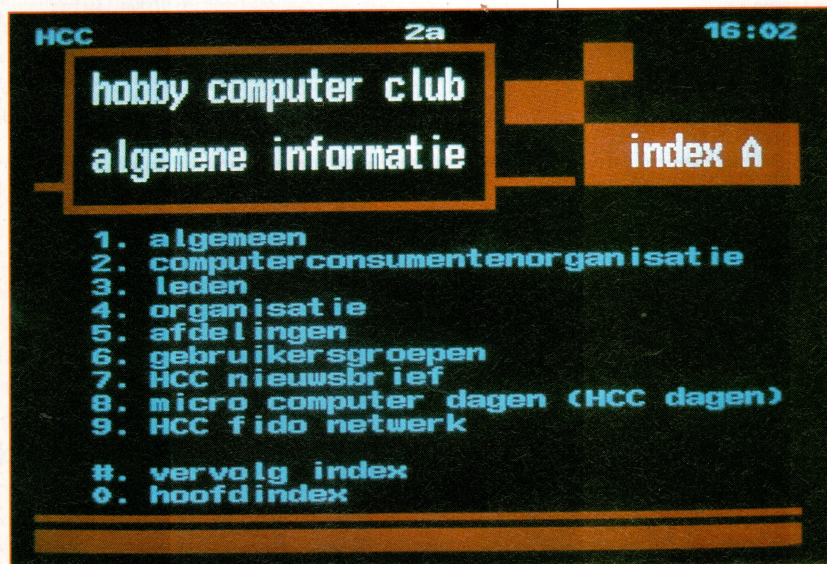 HCC 2a 16:02
hobby computer club
algemene informatie
index A
1. algemeen
2. computerconsumentenorganisatie
3. leden
4. organisatie
5. afdelingen
6. gebruikersgroepen
7. HCC nieuwsbrief
8. micro computer dagen (HCC dagen)
9. HCC fido netwerk
#. vervolg index
0. hoofdindex